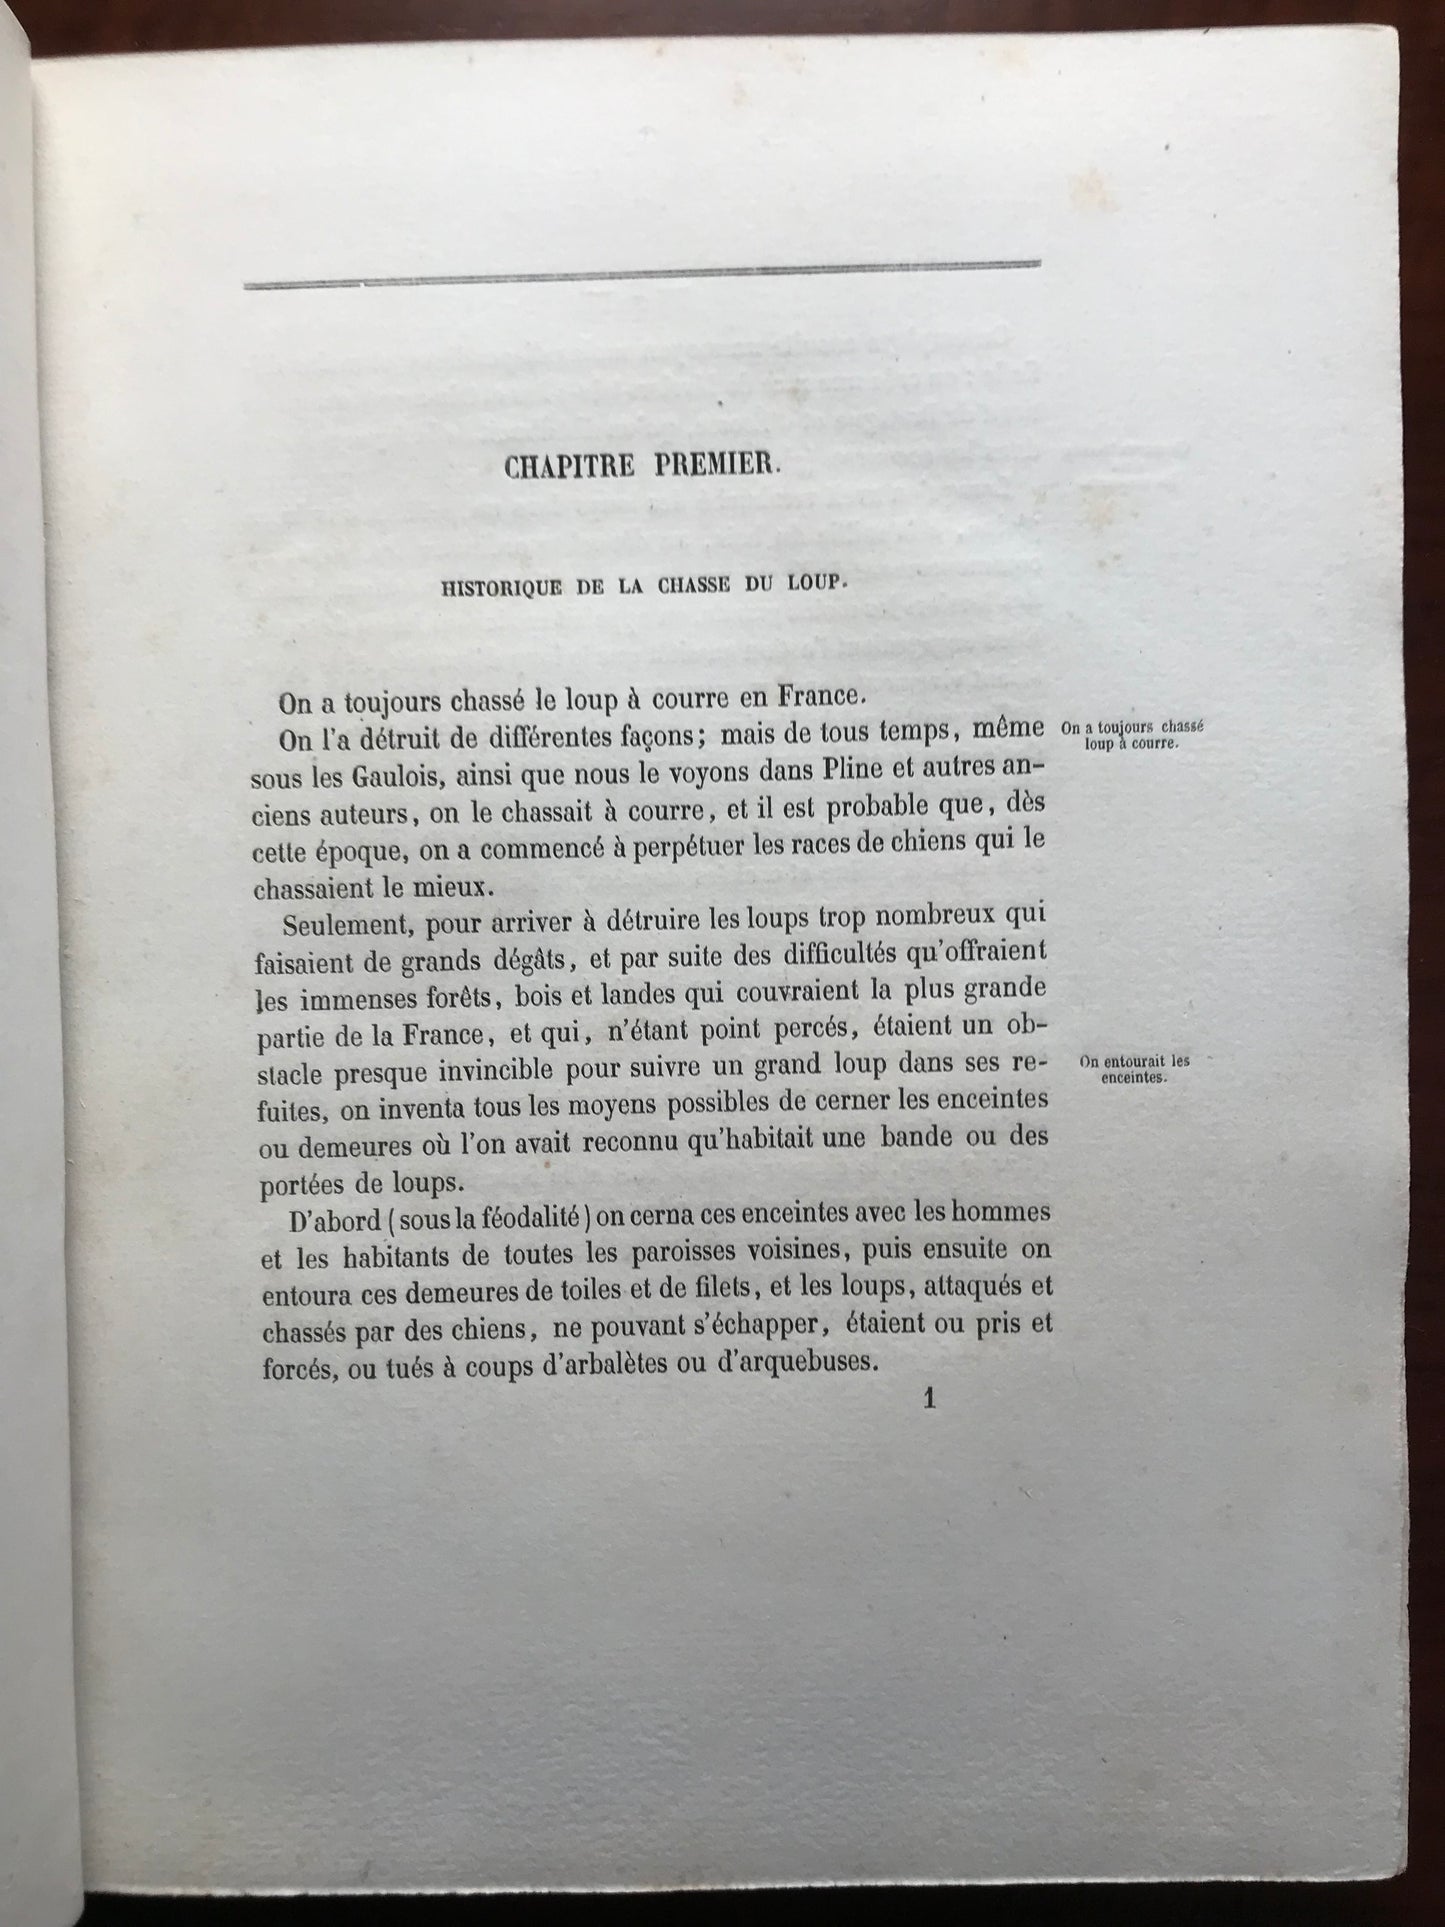 CHAPITRE PREMIER.
HISTORIQUE DE LA CHASSE DU LOUP.
On a toujours chassé le loup à courre en France.
On l'a détruit de différentes façons; mais de tous temps, même
sous les Gaulois, ainsi que nous le voyons dans Pline et autres an-
ciens auteurs, on le chassait à courre, et il est probable que, dès
cette époque, on a commencé à perpétuer les races de chiens qui le
chassaient le mieux.
On a toujours chassé
loup à courre.
Seulement, pour arriver à détruire les loups trop nombreux qui
faisaient de grands dégâts, et par suite des difficultés qu'offraient
les immenses forêts, bois et landes qui couvraient la plus grande
partie de la France, et qui, n'étant point percés, étaient un ob-
stacle presque invincible pour suivre un grand loup dans ses re-
fuites, on inventa tous les moyens possibles de cerner les enceintes
ou demeures où l'on avait reconnu qu'habitait une bande ou des
portées de loups.
On entourait les
enceintes.
D'abord (sous la féodalité) on cerna ces enceintes avec les hommes
et les habitants de toutes les paroisses voisines, puis ensuite on
entoura ces demeures de toiles et de filets, et les loups, attaqués et
chassés par des chiens, ne pouvant s'échapper, étaient ou pris et
forcés, ou tués à coups d'arbalètes ou d'arquebuses.
1